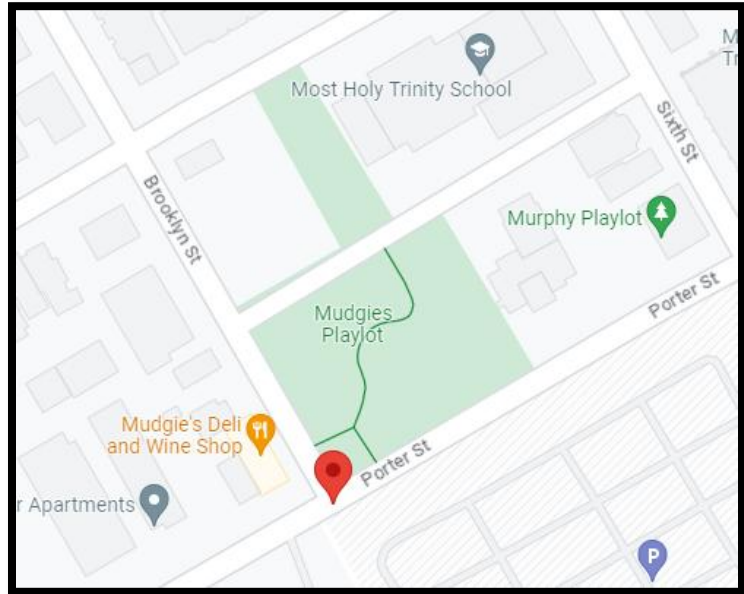 M
Tr
Most Holy Trinity School
Sixth St
Brooklyn St
Murphy Playlot
Porter St
Mudgies
Playlot
Mudgie's Deli
and Wine Shop
Porter St
r Apartments
P